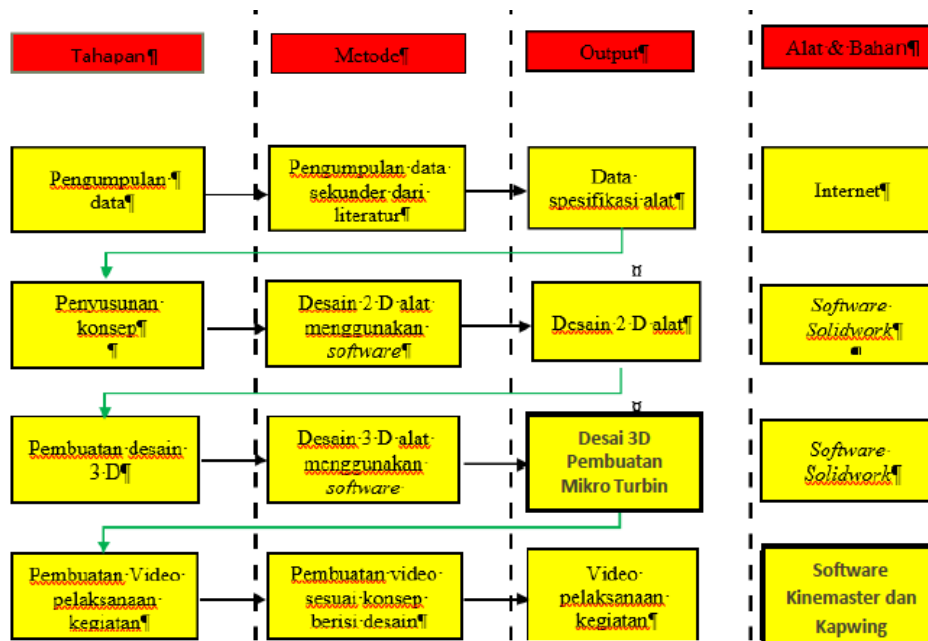 Tahapan¶
Metode¶
Output¶
Alat & Bahan¶
Pengumpulan ¶
data¶
Pengumpulan data
sekunder dari
literatur¶
Data
spesifikasi alat¶
Internet¶
¤
Penyusunan
konsep¶
¶
Desain 2 D alat
menggunakan
software¶
Desain 2 D alat¶
Software
Solidwork¶
¶
¤
Pembuatan desain
3 D¶
Desain 3 D alat
menggunakan
software
Desai 3D
Pembuatan
Mikro Turbin
Software
Solidwork¶
Pembuatan Video
pelaksanaan
kegiatan¶
Pembuatan video
sesuai konsep
berisi desain¶
Video
pelaksanaan
kegiatan¶
Software
Kinemaster dan
Kapwing